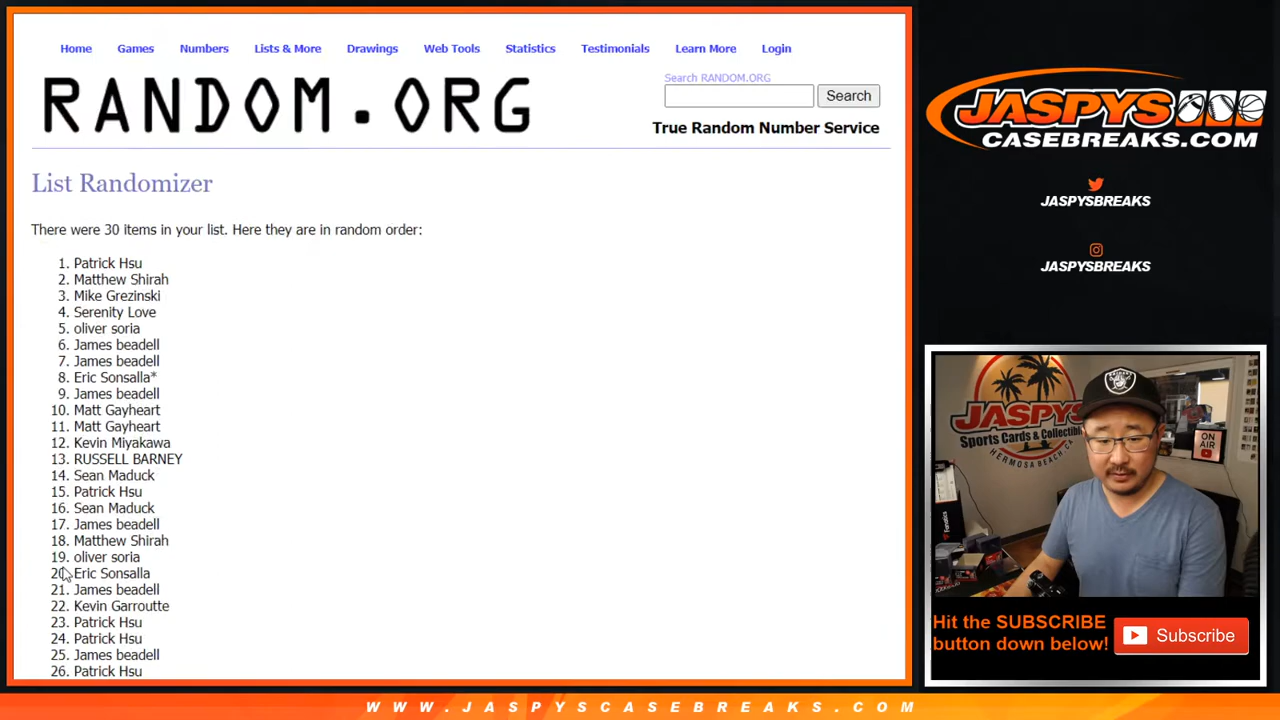 Home Games Numbers Lists & More Drawings Web Tools Statistics Testimonials Learn More Login
RANDOM.ORG
Search RANDOM.ORG
Search
True Random Number Service
List Randomizer
There were 30 items in your list. Here they are in random order:
1. Patrick Hsu
2. Matthew Shirah
3. Mike Grezinski
4. Serenity Love
5. oliver soria
6. James beadell
7. James beadell
8. Eric Sonsalla*
9. James beadell
10. Matt Gayheart
11. Matt Gayheart
12. Kevin Miyakawa
13. RUSSELL BARNEY
14. Sean Maduck
15. Patrick Hsu
16. Sean Maduck
17. James beadell
18. Matthew Shirah
19. oliver soria
20. Eric Sonsalla
21. James beadell
22. Kevin Garroutte
23. Patrick Hsu
24. Patrick Hsu
25. James beadell
26. Patrick Hsu
JASPYS
CASEBREAKS.COM
JASPYSBREAKS
JASPYSBREAKS
JASPYS
Sports Cards & Collectible
HERMOSA BEACH CA
ON AIR
Fanatics
Hit the SUBSCRIBE
button down below!
Subscribe
WWW.JASPYSCASEBREAKS.COM